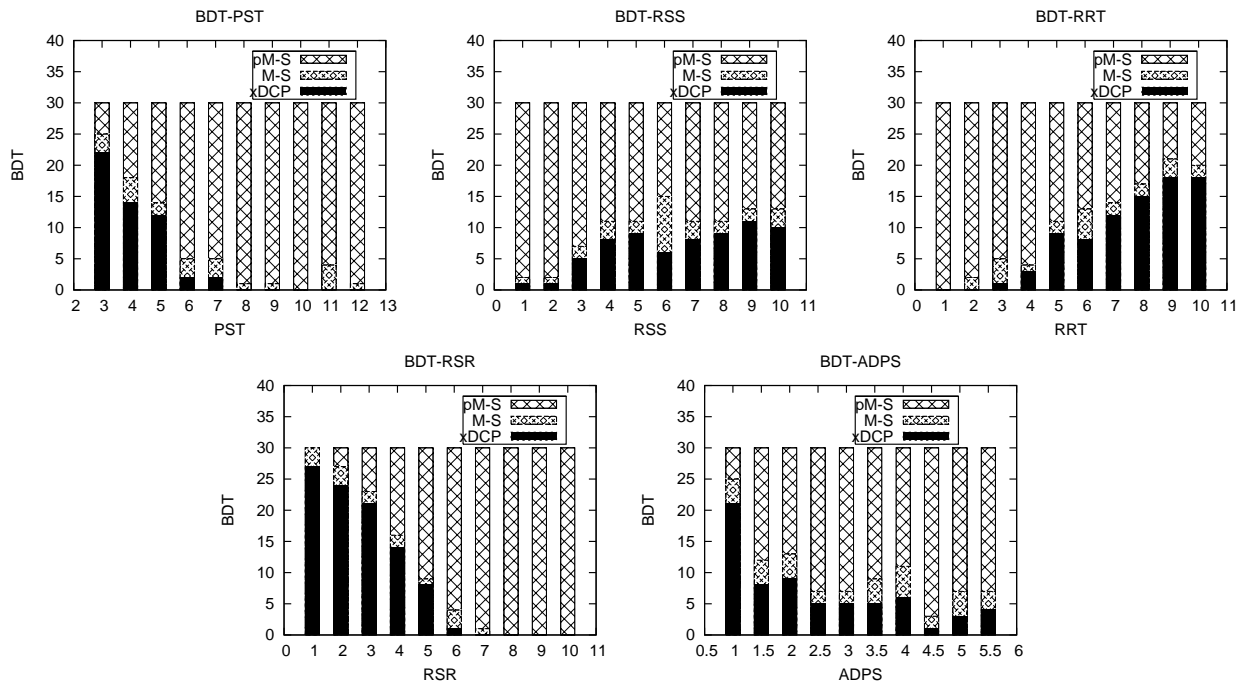 BDT-PST
40
35
30
25
20
15
10
5
0
BDT
pM-S
M-S
xDCP
2 3 4 5 6 7 8 9 10 11 12 13
PST
BDT-RSS
40
35
30
25
20
15
10
5
0
BDT
pM-S
M-S
xDCP
0 1 2 3 4 5 6 7 8 9 10 11
RSS
BDT-RRT
40
35
30
25
20
15
10
5
0
BDT
pM-S
M-S
xDCP
0 1 2 3 4 5 6 7 8 9 10 11
RRT
BDT-RSR
40
35
30
25
20
15
10
5
0
BDT
pM-S
M-S
xDCP
0 1 2 3 4 5 6 7 8 9 10 11
RSR
BDT-ADPS
40
35
30
25
20
15
10
5
0
BDT
pM-S
M-S
xDCP
0.5 1 1.5 2 2.5 3 3.5 4 4.5 5 5.5 6
ADPS